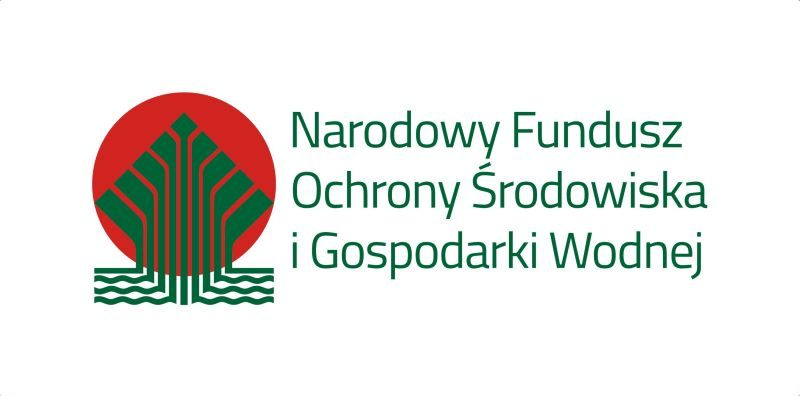 Narodowy Fundusz
Ochrony Środowiska
i Gospodarki Wodnej